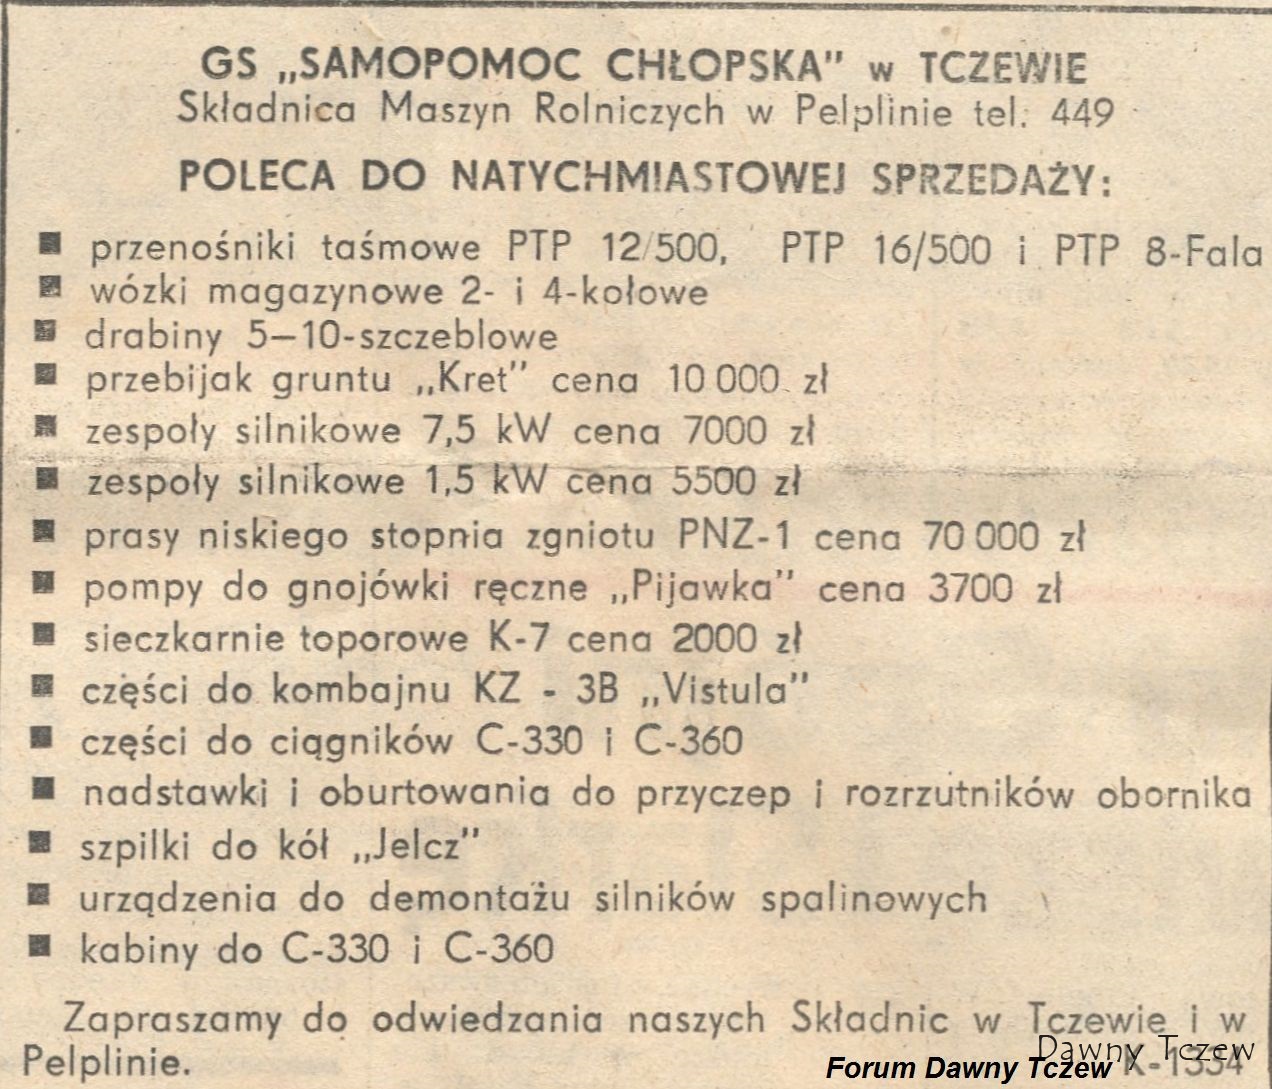 GS „SAMOPOMOC CHŁOPSKA" w TCZEWIE
Składnica Maszyn Rolniczych w Pelplinie tel. 449
POLECA DO NATYCHMIASTOWEJ SPRZEDAŻY:
■ przenośniki taśmowe PTP 12/500, PTP 16/500 i PTP 8-Fala
■ wózki magazynowe 2- i 4-kołowe
■ drabiny 5–10-szczeblowe
■ przebijak gruntu „Kret" cena 10 000 zł
■ zespoły silnikowe 7,5 kW cena 7000 zł
■ zespoły silnikowe 1,5 kW cena 5500 zł
■ prasy niskiego stopnia zgniotu PNZ-1 cena 70 000 zł
■ pompy do gnojówki ręczne „Pijawka" cena 3700 zł
■ sieczkarnie toporowe K-7 cena 2000 zł
■ części do kombajnu KZ - 3B „Vistula"
■ części do ciągników C-330 i C-360
■ nadstawki i oburtowania do przyczep i rozrzutników obornika
■ szpilki do kół „Jelcz"
■ urządzenia do demontażu silników spalinowych
■ kabiny do C-330 i C-360
Zapraszamy do odwiedzania naszych Składnic w Tczewie i w
Pelplinie.
K-1334
Dawny Tczew
Forum Dawny Tczew